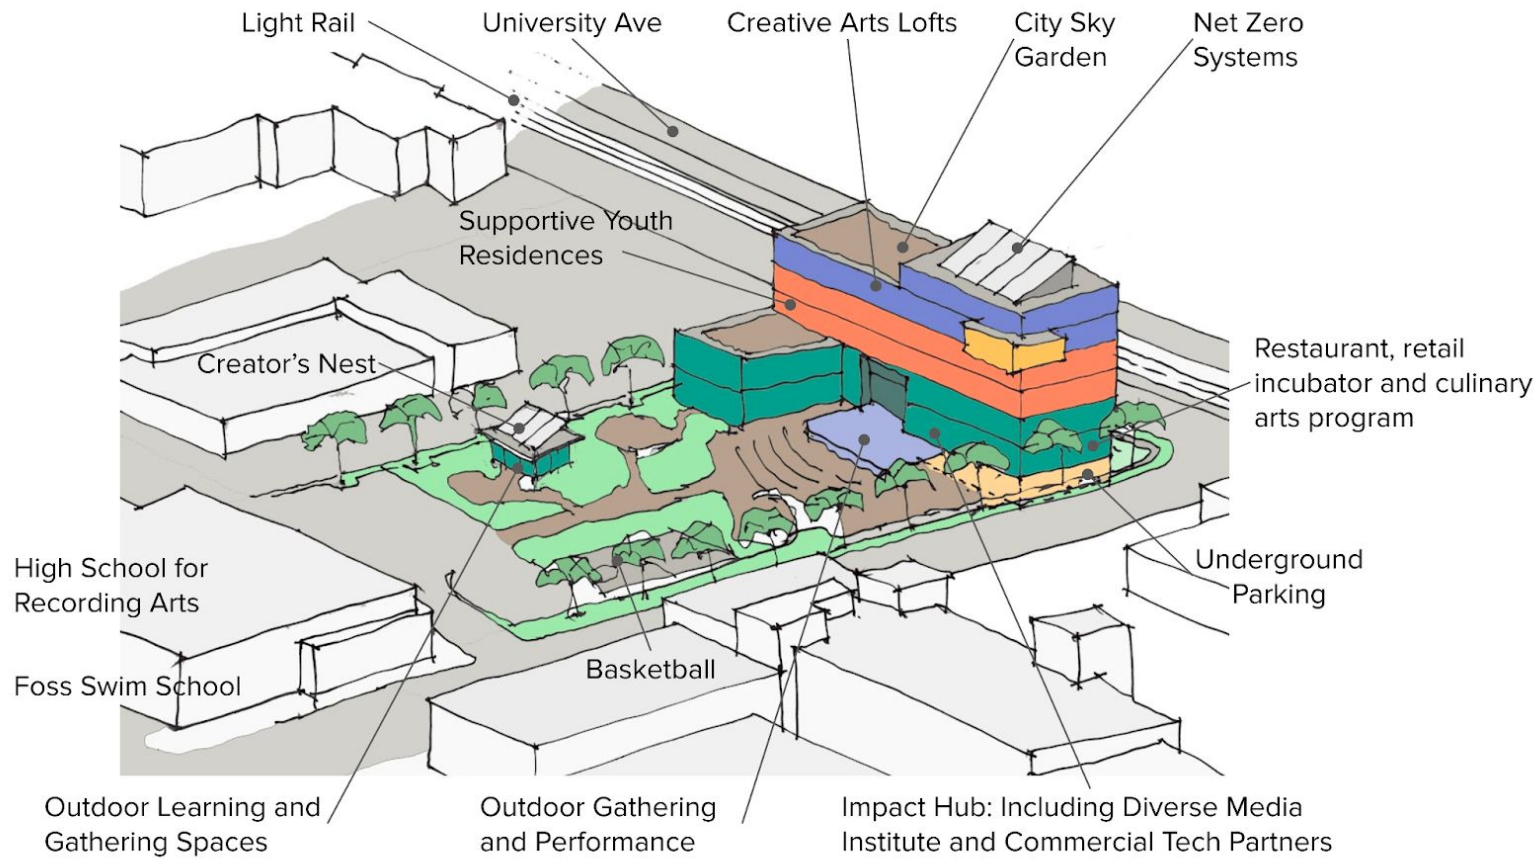 Light Rail
University Ave
Creative Arts Lofts
City Sky
Garden
Net Zero
Systems
Supportive Youth
Residences
Creator's Nest
Restaurant, retail
incubator and culinary
arts program
High School for
Recording Arts
Underground
Parking
Foss Swim School
Basketball
Outdoor Learning and
Gathering Spaces
Outdoor Gathering
and Performance
Impact Hub: Including Diverse Media
Institute and Commercial Tech Partners